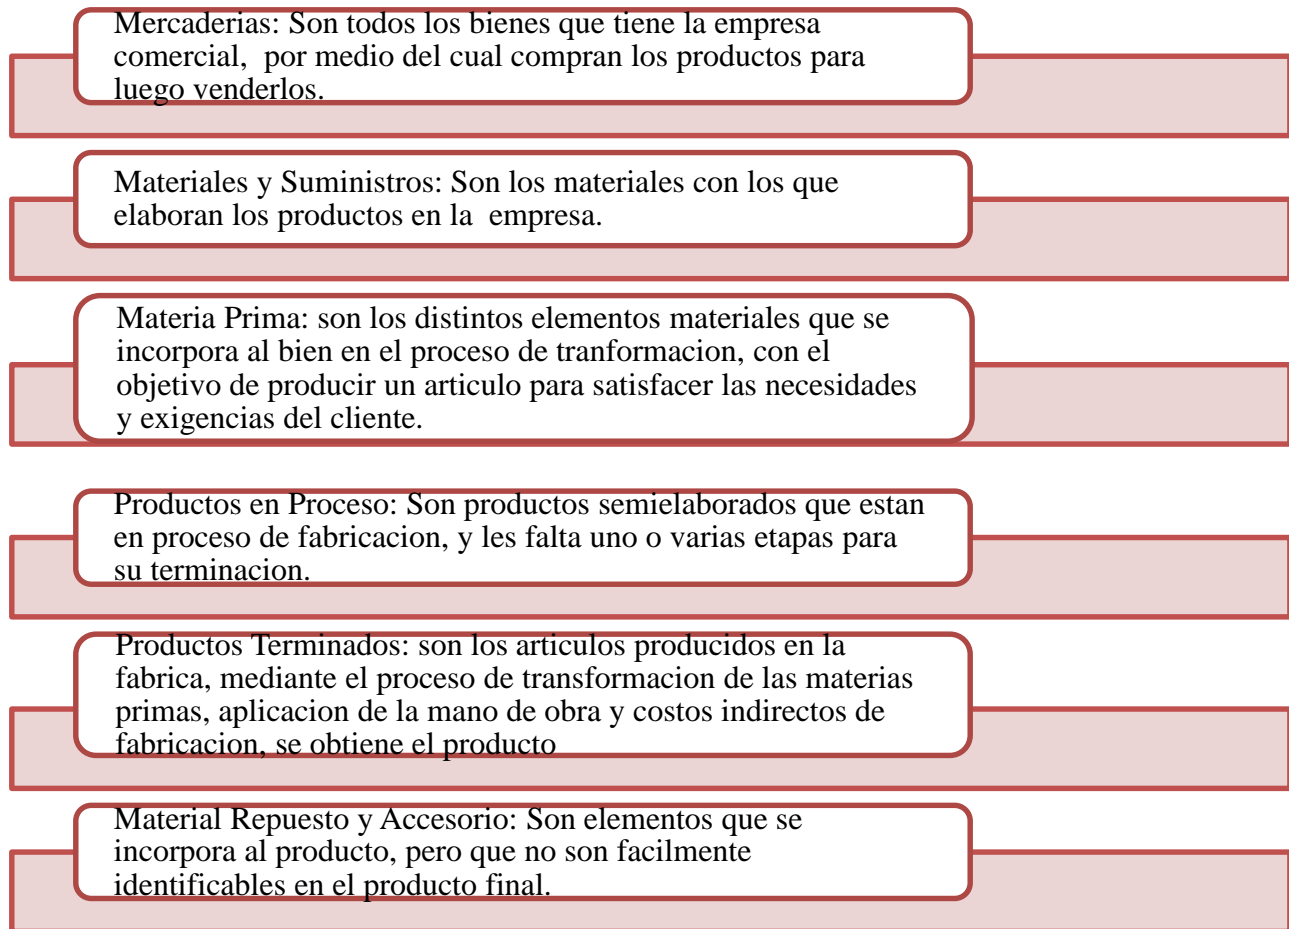 Mercaderias: Son todos los bienes que tiene la empresa
comercial,  por medio del cual compran los productos para
luego venderlos.
Materiales y Suministros: Son los materiales con los que
elaboran los productos en la  empresa.
Materia Prima: son los distintos elementos materiales que se
incorpora al bien en el proceso de tranformacion, con el
objetivo de producir un articulo para satisfacer las necesidades
y exigencias del cliente.
Productos en Proceso: Son productos semielaborados que estan
en proceso de fabricacion, y les falta uno o varias etapas para
su terminacion.
Productos Terminados: son los articulos producidos en la
fabrica, mediante el proceso de transformacion de las materias
primas, aplicacion de la mano de obra y costos indirectos de
fabricacion, se obtiene el producto
Material Repuesto y Accesorio: Son elementos que se
incorpora al producto, pero que no son facilmente
identificables en el producto final.